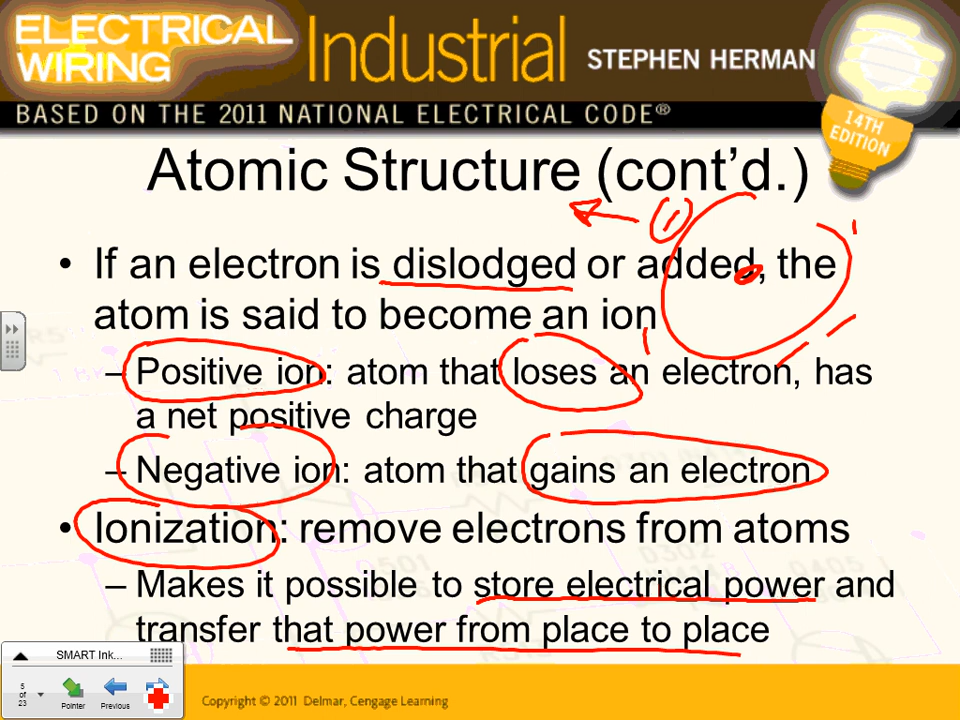 ELECTRICAL
WIRING
Industrial
STEPHEN HERMAN
BASED ON THE 2011 NATIONAL ELECTRICAL CODE®
14TH
EDITION
Atomic Structure (cont’d.)
• If an electron is dislodged or added, the
atom is said to become an ion
– Positive ion: atom that loses an electron, has
a net positive charge
– Negative ion: atom that gains an electron
• Ionization: remove electrons from atoms
– Makes it possible to store electrical power and
transfer that power from place to place
SMART Ink...
5
of
23
Pointer
Previous
Copyright © 2011 Delmar, Cengage Learning